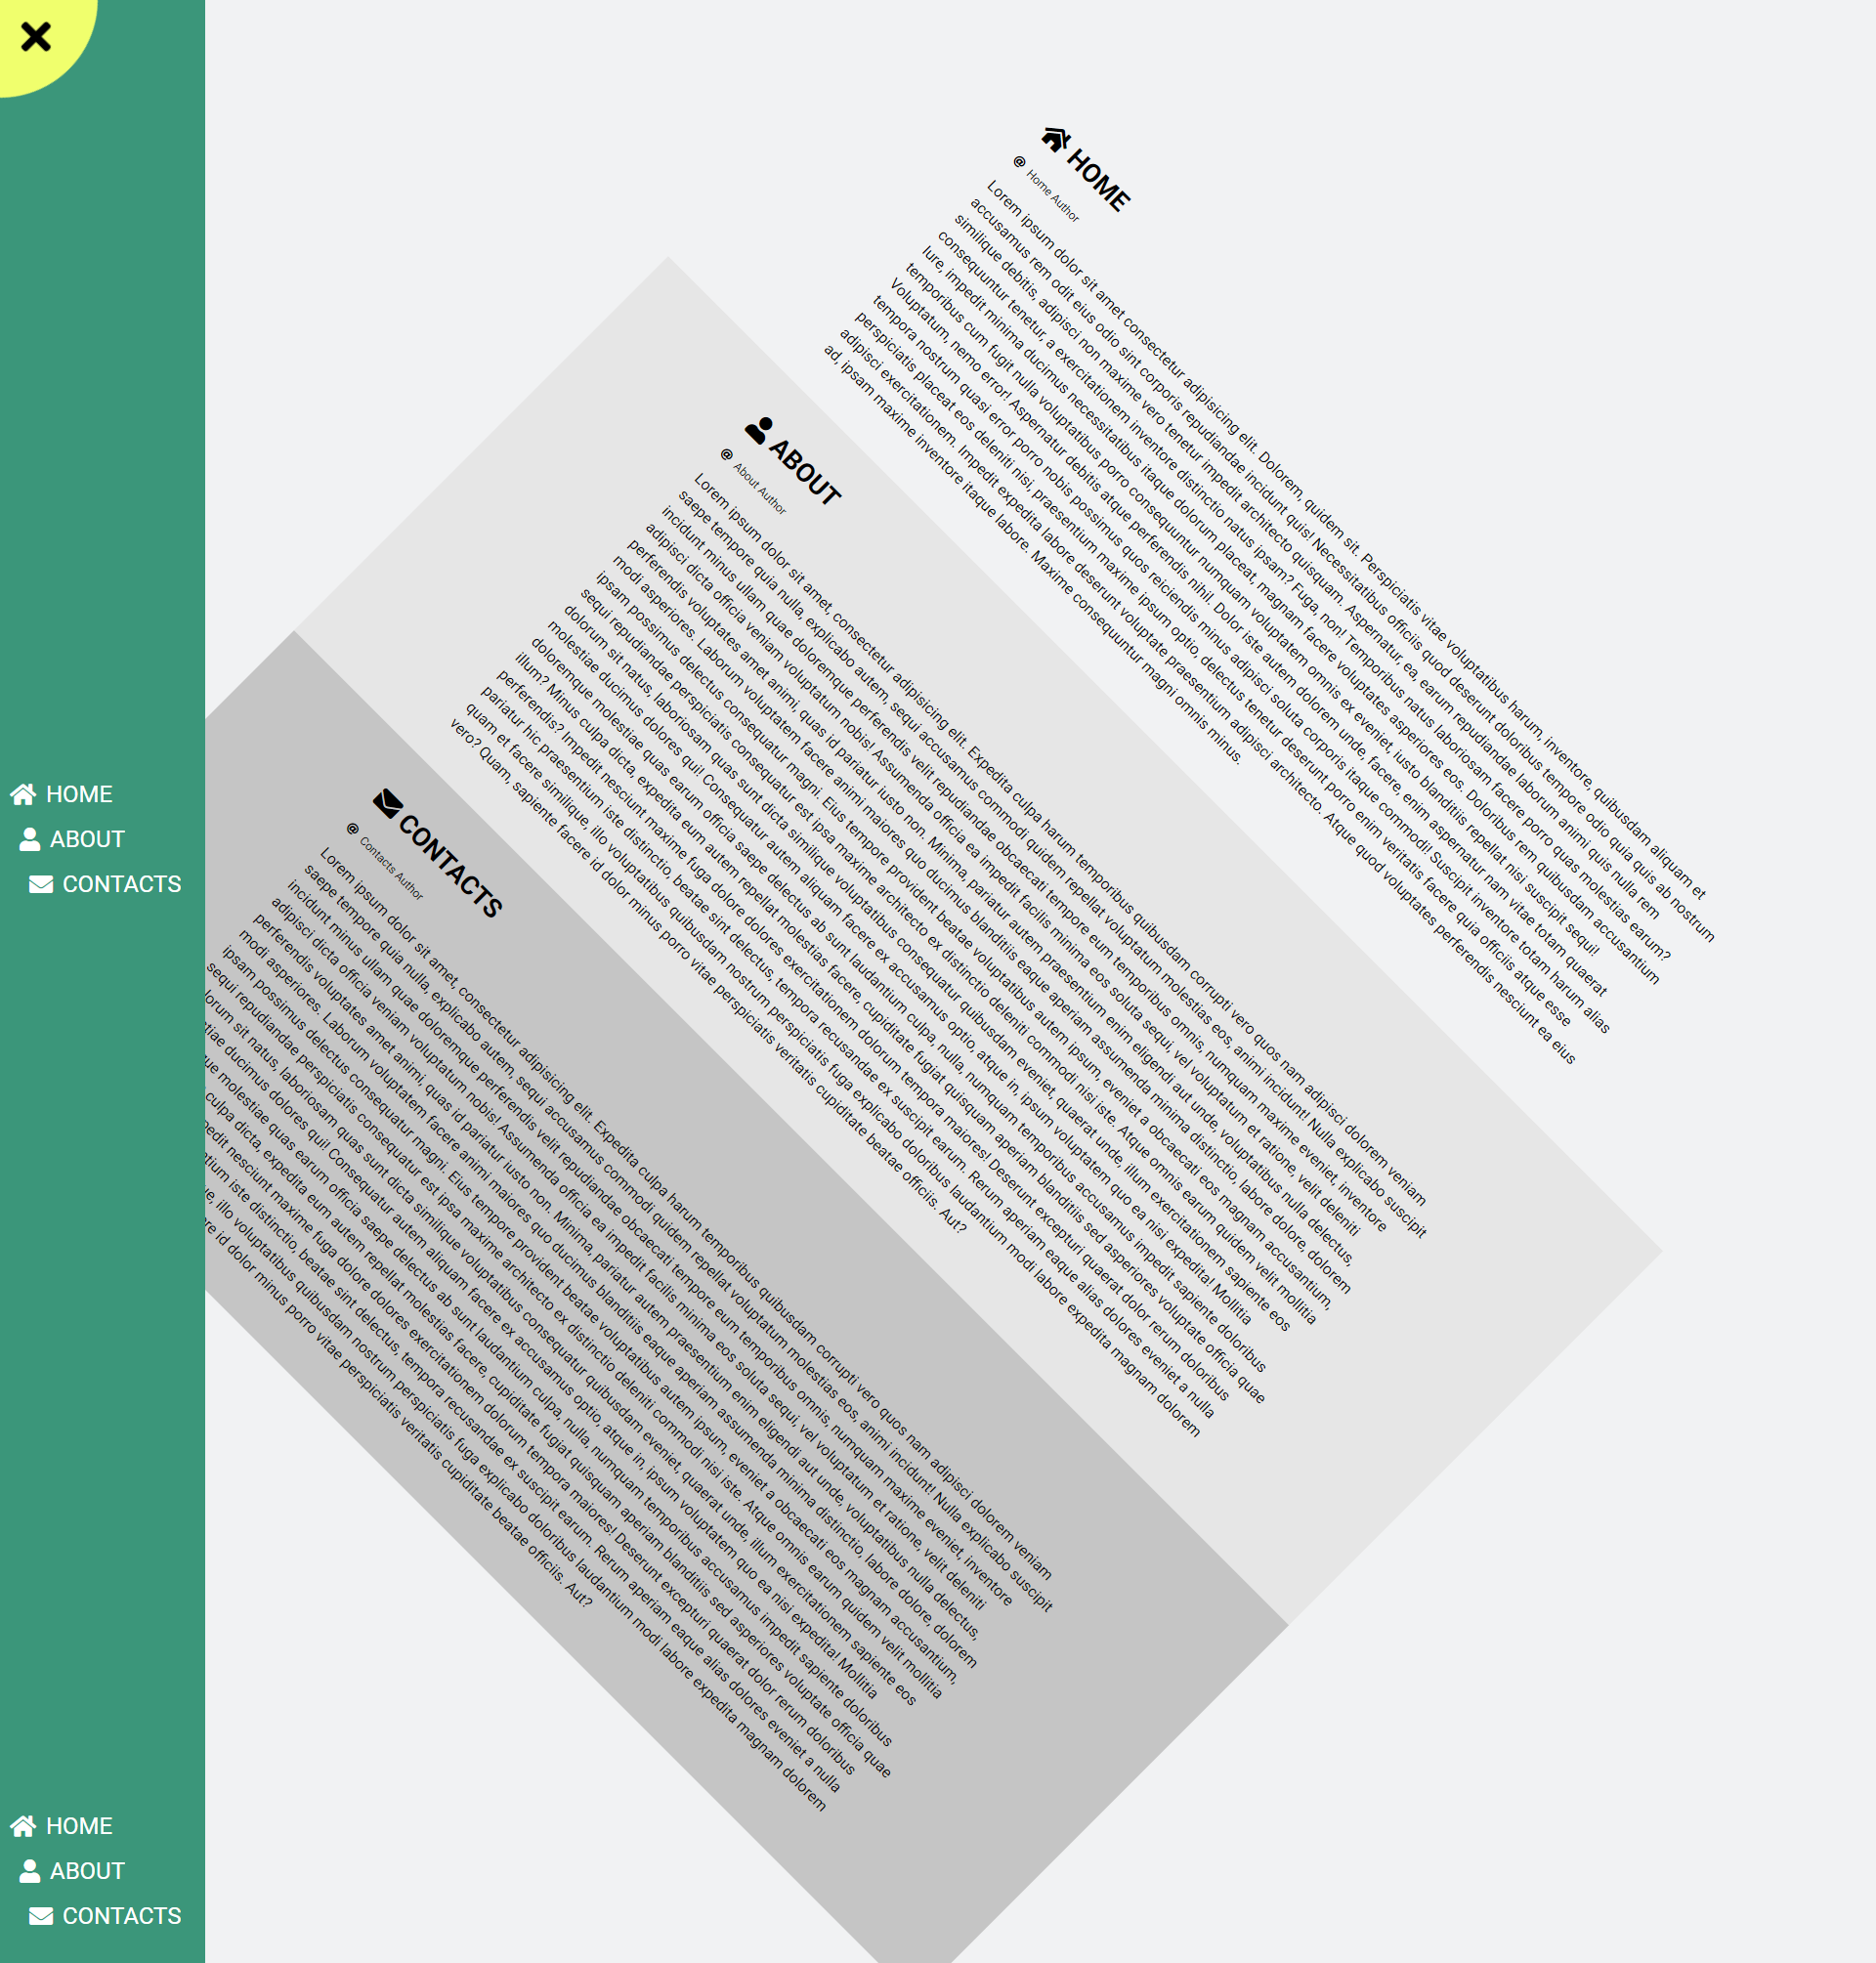 HOME
ABOUT
CONTACTS
HOME
ABOUT
CONTACTS
HOME
@ Home Author
Lorem ipsum dolor sit amet consectetur adipisicing elit. Dolorem, quidem sit. Perspiciatis vitae voluptatibus harum, inventore, quibusdam aliquam et
accusamus rem odit eius odio sint corporis repudiandae incidunt quis! Necessitatibus officiis quod deserunt doloribus tempore odio quia quis ab nostrum
similique debitis, adipisci non maxime vero tenetur impedit architecto quisquam. Aspernatur, ea, earum repudiandae laborum animi quis nulla rem
consequuntur tenetur, a exercitationem inventore distinctio natus ipsam? Fuga, non! Temporibus natus laboriosam facere porro quas molestias earum?
Iure, impedit minima ducimus necessitatibus itaque dolorum placeat, magnam facere voluptates asperiores eos. Doloribus rem quibusdam accusantium
temporibus cum fugit nulla voluptatibus porro consequuntur numquam voluptatem omnis ex eveniet, iusto blanditiis repellat nisi suscipit sequi!
Voluptatum, nemo error! Aspernatur debitis atque perferendis nihil. Dolor iste autem dolorem unde, facere, enim aspernatur nam vitae totam quaerat
tempora nostrum quasi error porro nobis possimus quos reiciendis minus adipisci soluta corporis itaque commodi! Suscipit inventore totam harum alias
perspiciatis placeat eos deleniti nisi, praesentium maxime ipsum optio, delectus tenetur deserunt porro enim veritatis facere quia officiis atque esse
adipisci exercitationem. Impedit expedita labore deserunt voluptate praesentium adipisci architecto. Atque quod voluptates perferendis nesciunt ea eius
ad, ipsam maxime inventore itaque labore. Maxime consequuntur magni omnis minus.
ABOUT
@ About Author
Lorem ipsum dolor sit amet, consectetur adipisicing elit. Expedita culpa harum temporibus quibusdam corrupti vero quos nam adipisci dolorem veniam
saepe tempore quia nulla, explicabo autem, sequi accusamus commodi quidem repellat voluptatum molestias eos, animi incidunt! Nulla explicabo suscipit
incidunt minus ullam quae doloremque perferendis velit repudiandae obcaecati tempore eum temporibus omnis, numquam maxime eveniet, inventore
adipisci dicta officia veniam voluptatum nobis! Assumenda officia ea impedit facilis minima eos soluta sequi, vel voluptatum et ratione, velit deleniti
perferendis voluptates amet animi, quas id pariatur iusto non. Minima, pariatur autem praesentium enim eligendi aut unde, voluptatibus nulla delectus,
modi asperiores. Laborum voluptatem facere animi maiores quo ducimus blanditiis eaque aperiam assumenda minima distinctio, labore dolore, dolorem
ipsam possimus delectus consequatur magni. Eius tempore provident beatae voluptatibus autem ipsum, eveniet a obcaecati eos magnam accusantium,
sequi repudiandae perspiciatis consequatur est ipsa maxime architecto ex distinctio deleniti commodi nisi iste. Atque omnis earum quidem velit mollitia
dolorum sit natus, laboriosam quas sunt dicta similique voluptatibus consequatur quibusdam eveniet, quaerat unde, illum exercitationem sapiente eos
molestiae ducimus dolores qui! Consequatur autem aliquam facere ex accusamus optio, atque in, ipsum voluptatem quo ea nisi expedita! Mollitia
doloremque molestiae quas earum officia saepe delectus ab sunt laudantium culpa, nulla, numquam temporibus accusamus impedit sapiente doloribus
illum? Minus culpa dicta, expedita eum autem repellat molestias facere, cupiditate fugiat quisquam aperiam blanditiis sed asperiores voluptate officia quae
perferendis? Impedit nesciunt maxime fuga dolore dolores exercitationem dolorum tempora maiores! Deserunt excepturi quaerat dolor rerum doloribus
pariatur hic praesentium iste distinctio, beatae sint delectus, tempora recusandae ex suscipit earum. Rerum aperiam eaque alias dolores eveniet a nulla
quam et facere similique, illo voluptatibus quibusdam nostrum perspiciatis fuga explicabo doloribus laudantium modi labore expedita magnam dolorem
vero? Quam, sapiente facere id dolor minus porro vitae perspiciatis veritatis cupiditate beatae officiis. Aut?
CONTACTS
@ Contacts Author
Lorem ipsum dolor sit amet, consectetur adipisicing elit. Expedita culpa harum temporibus quibusdam corrupti vero quos nam adipisci dolorem veniam
saepe tempore quia nulla, explicabo autem, sequi accusamus commodi quidem repellat voluptatum molestias eos, animi incidunt! Nulla explicabo suscipit
incidunt minus ullam quae doloremque perferendis velit repudiandae obcaecati tempore eum temporibus omnis, numquam maxime eveniet, inventore
adipisci dicta officia veniam voluptatum nobis! Assumenda officia ea impedit facilis minima eos soluta sequi, vel voluptatum et ratione, velit deleniti
perferendis voluptates amet animi, quas id pariatur iusto non. Minima, pariatur autem praesentium enim eligendi aut unde, voluptatibus nulla delectus,
modi asperiores. Laborum voluptatem facere animi maiores quo ducimus blanditiis eaque aperiam assumenda minima distinctio, labore dolore, dolorem
ipsam possimus delectus consequatur magni. Eius tempore provident beatae voluptatibus autem ipsum, eveniet a obcaecati eos magnam accusantium,
sequi repudiandae perspiciatis consequatur est ipsa maxime architecto ex distinctio deleniti commodi nisi iste. Atque omnis earum quidem velit mollitia
lorum sit natus, laboriosam quas sunt dicta similique voluptatibus consequatur quibusdam eveniet, quaerat unde, illum exercitationem sapiente eos
tiae ducimus dolores qui! Consequatur autem aliquam facere ex accusamus optio, atque in, ipsum voluptatem quo ea nisi expedita! Mollitia
ue molestiae quas earum officia saepe delectus ab sunt laudantium culpa, nulla, numquam temporibus accusamus impedit sapiente doloribus
culpa dicta, expedita eum autem repellat molestias facere, cupiditate fugiat quisquam aperiam blanditiis sed asperiores voluptate officia quae
edit nesciunt maxime fuga dolore dolores exercitationem dolorum tempora maiores! Deserunt excepturi quaerat dolor rerum doloribus
tium iste distinctio, beatae sint delectus, tempora recusandae ex suscipit earum. Rerum aperiam eaque alias dolores eveniet a nulla
e, illo voluptatibus quibusdam nostrum perspiciatis fuga explicabo doloribus laudantium modi labore expedita magnam dolorem
re id dolor minus porro vitae perspiciatis veritatis cupiditate beatae officiis. Aut?